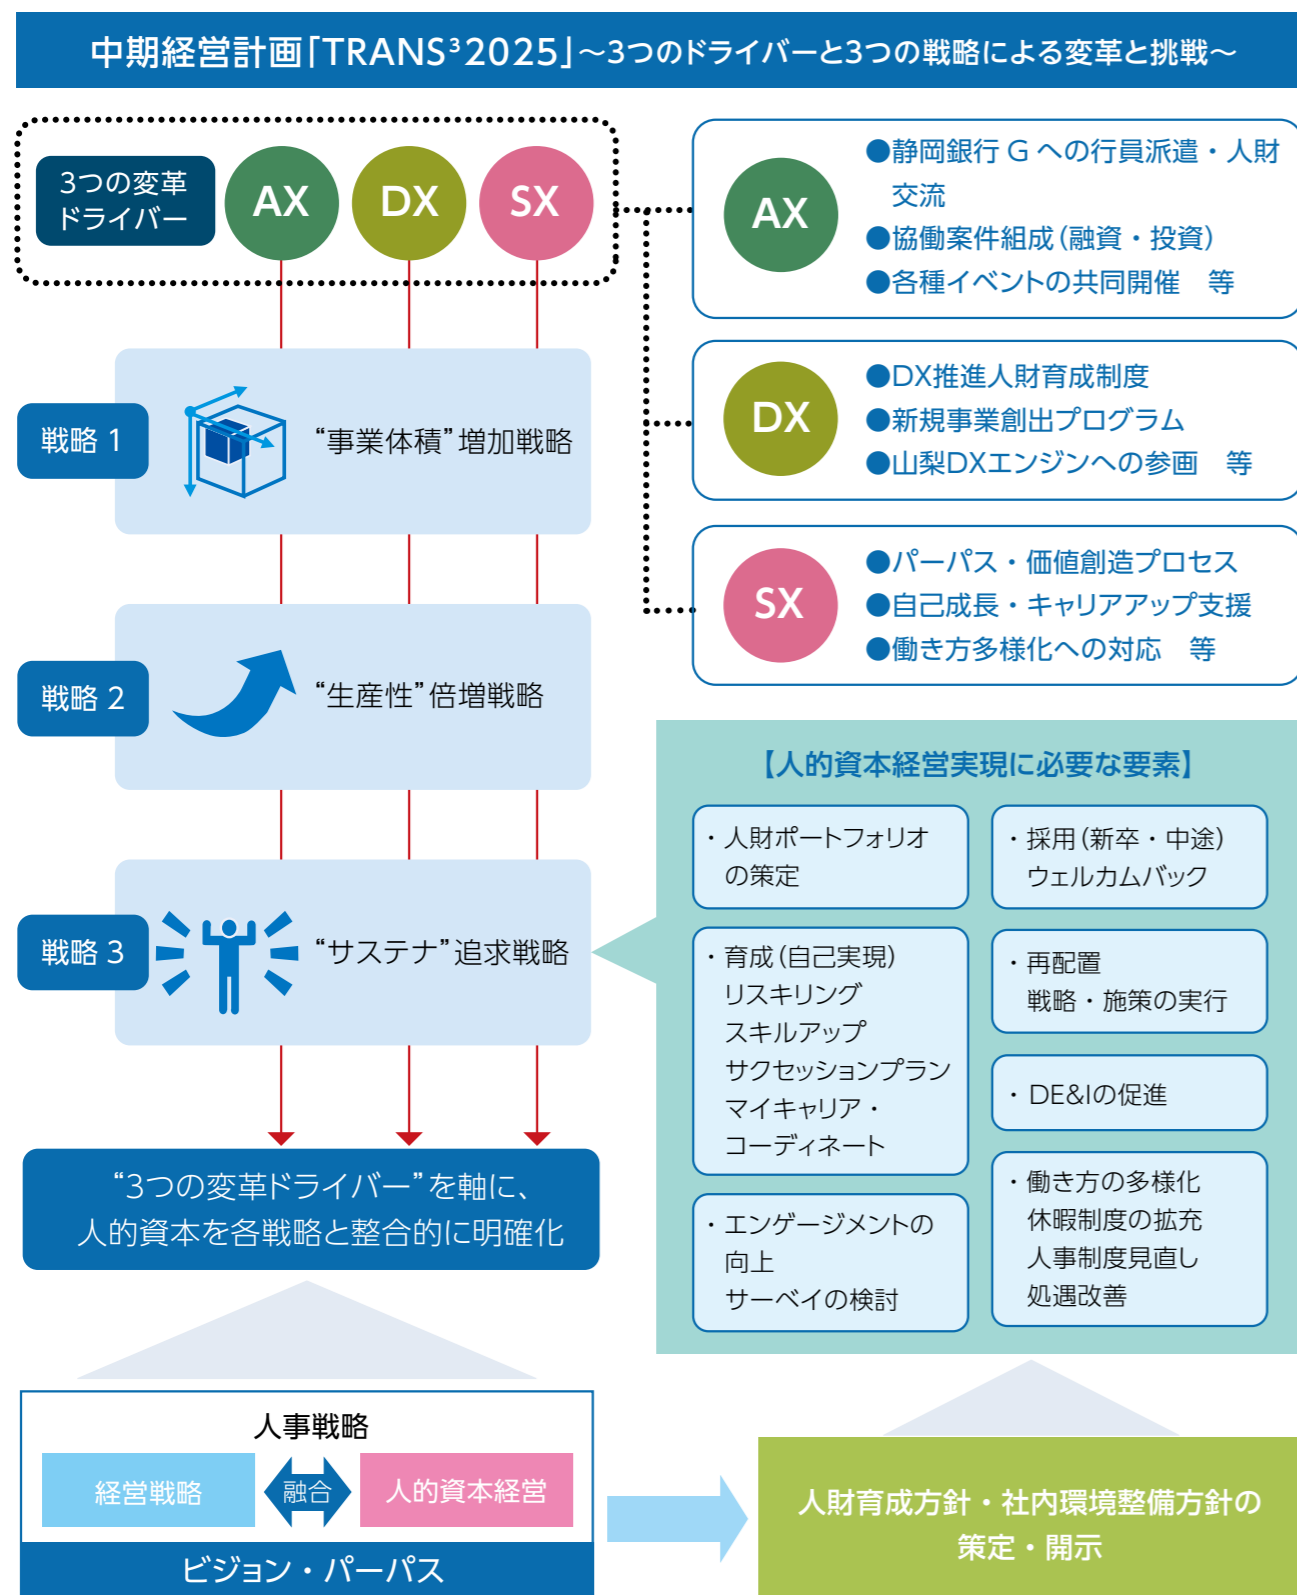 中期経営計画「TRANS³2025」～3つのドライバーと3つの戦略による変革と挑戦～
3つの変革
ドライバー
AX
DX
SX
AX
●静岡銀行 G への行員派遣・人財
交流
●協働案件組成(融資・投資)
●各種イベントの共同開催 等
DX
●DX推進人財育成制度
●新規事業創出プログラム
●山梨DXエンジンへの参画 等
SX
●パーパス・価値創造プロセス
●自己成長・キャリアアップ支援
●働き方多様化への対応 等
戦略 1
“事業体積”増加戦略
戦略 2
“生産性”倍増戦略
戦略 3
“サステナ”追求戦略
“3つの変革ドライバー”を軸に、
人的資本を各戦略と整合的に明確化
【人的資本経営実現に必要な要素】
・人財ポートフォリオ
の策定
・育成(自己実現)
リスキリング
スキルアップ
サクセッションプラン
マイキャリア・
コーディネート
・エンゲージメントの
向上
サーベイの検討
・採用(新卒・中途)
ウェルカムバック
・再配置
戦略・施策の実行
・DE&Iの促進
・働き方の多様化
休暇制度の拡充
人事制度見直し
処遇改善
人事戦略
経営戦略
融合
人的資本経営
ビジョン・パーパス
人財育成方針・社内環境整備方針の
策定・開示